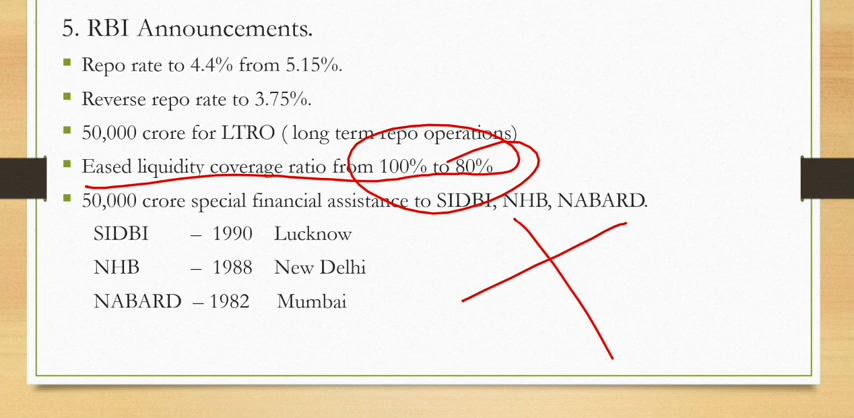 5. RBI Announcements.
Repo rate to 4.4% from 5.15%.
Reverse repo rate to 3.75%.
50,000 crore for LTRO ( long term repo operations)
Eased liquidity coverage ratio from 100% to 80%
50,000 crore special financial assistance to SIDBI, NHB, NABARD.
SIDBI – 1990 Lucknow
NHB – 1988 New Delhi
NABARD – 1982 Mumbai